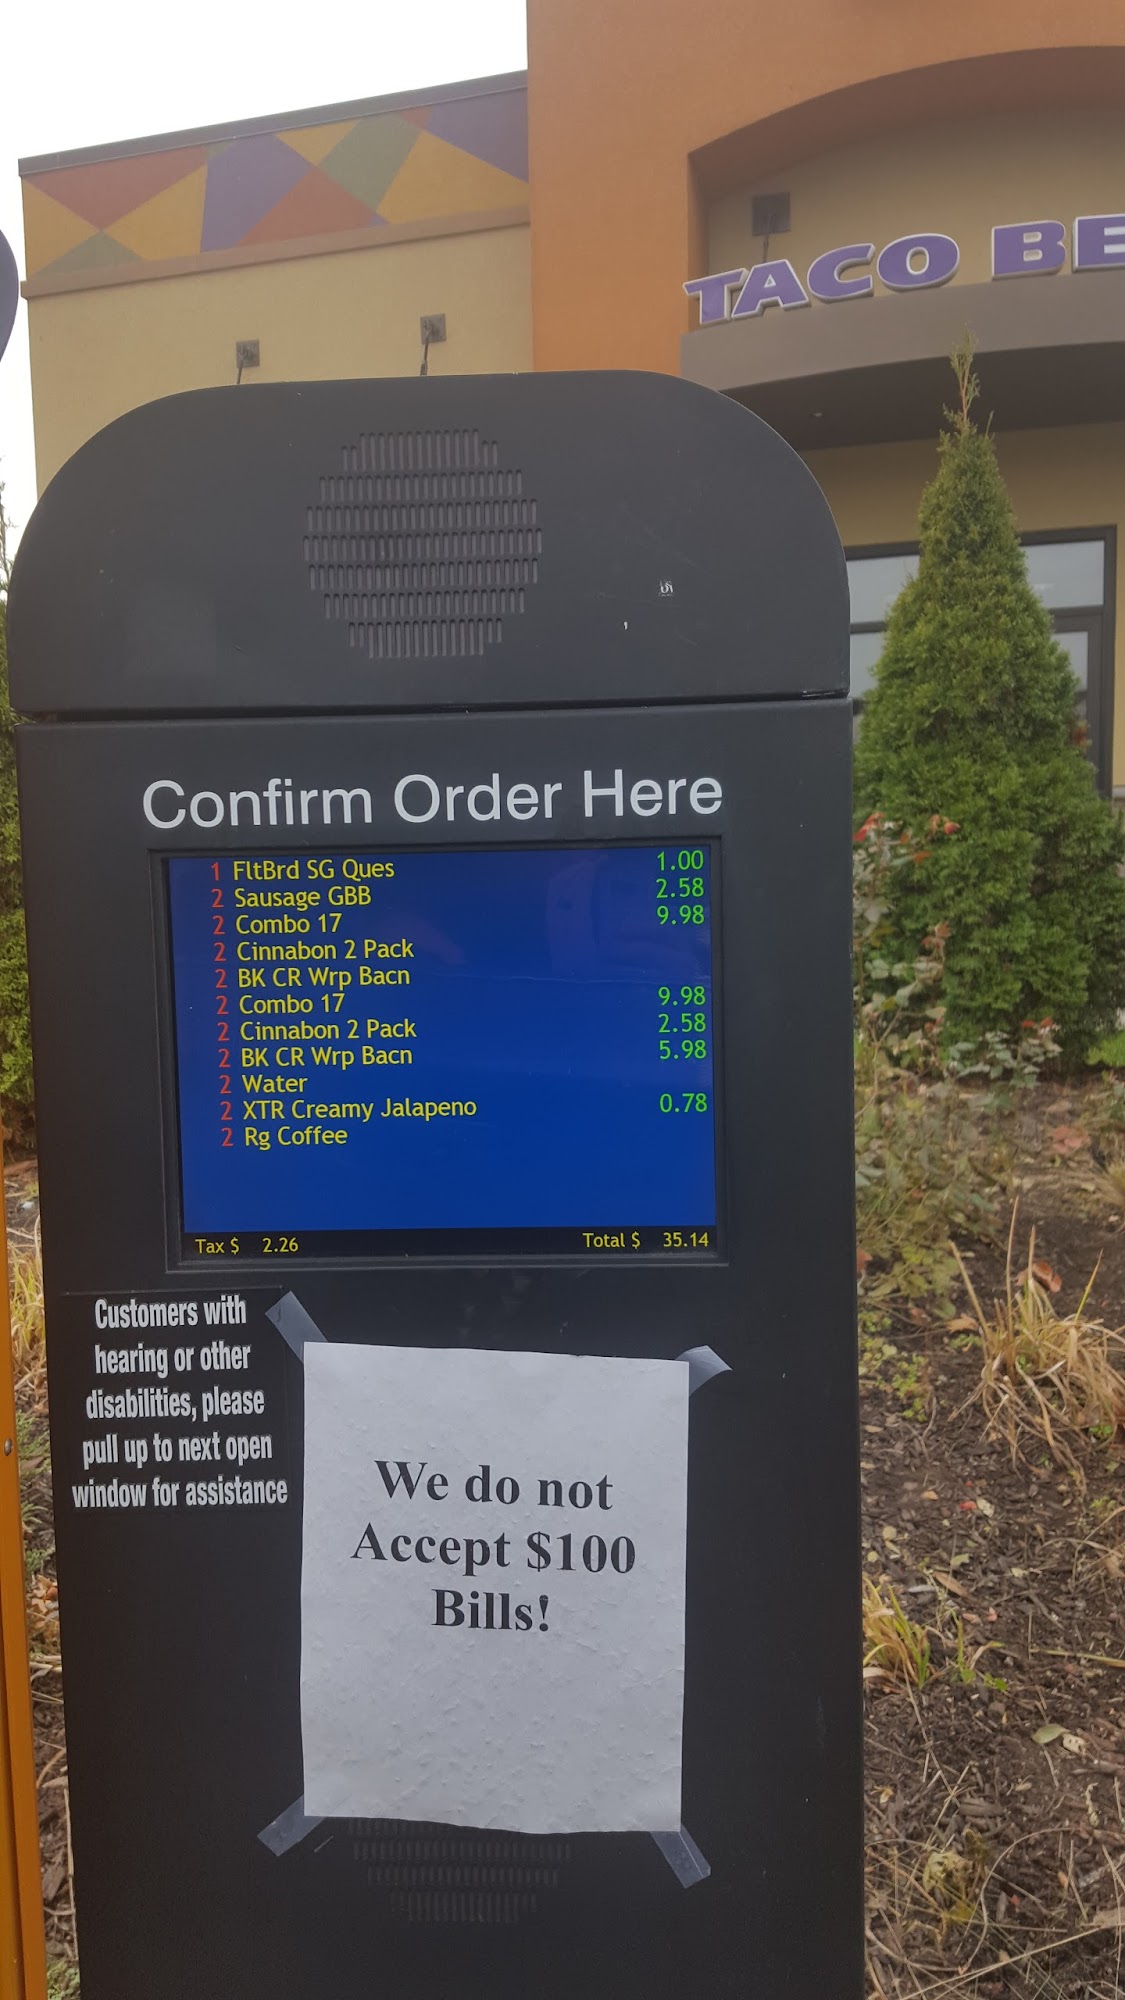 TACO BE
Confirm Order Here
1 FltBrd SG Ques 1.00
2 Sausage GBB 2.58
2 Combo 17 9.98
2 Cinnabon 2 Pack
2 BK CR Wrp Bacn
2 Combo 17 9.98
2 Cinnabon 2 Pack 2.58
2 BK CR Wrp Bacn 5.98
2 Water
2 XTR Creamy Jalapeno 0.78
2 Rg Coffee
Tax $ 2.26 Total $ 35.14
Customers with
hearing or other
disabilities, please
pull up to next open
window for assistance
We do not
Accept $100
Bills!